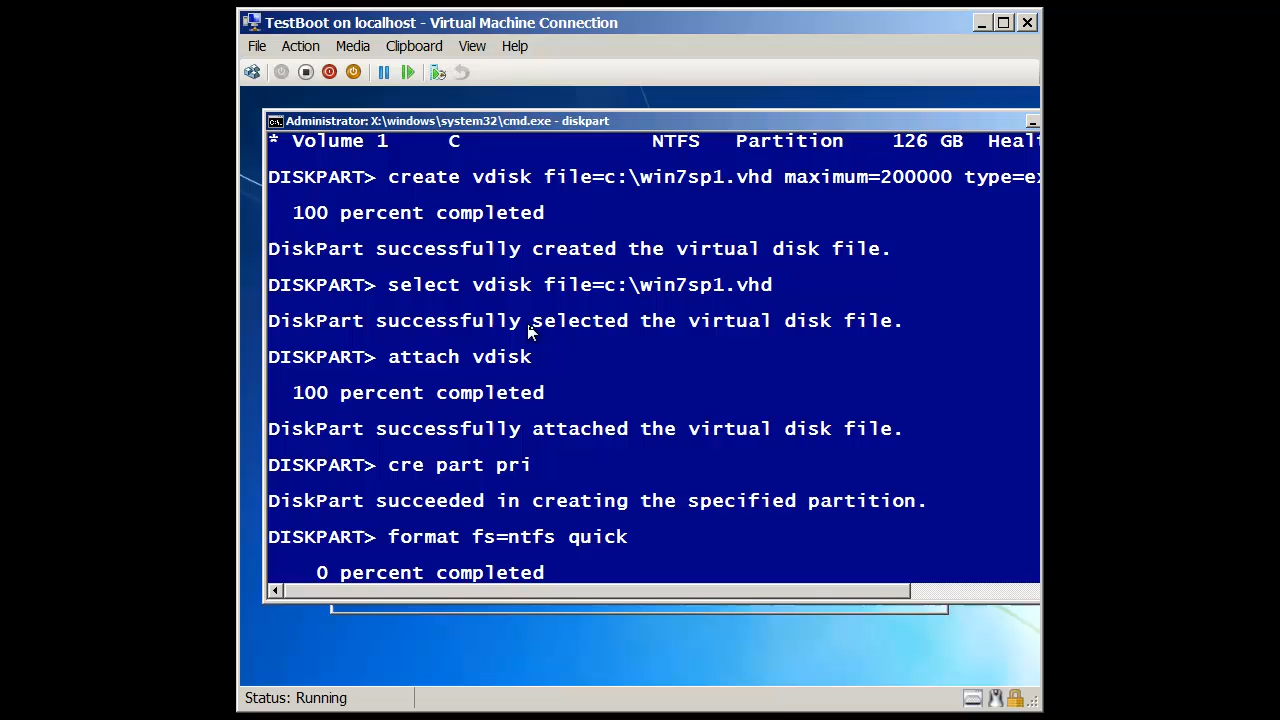 TestBoot on localhost - Virtual Machine Connection
File Action Media Clipboard View Help
Administrator: X:\windows\system32\cmd.exe - diskpart
* Volume 1 C NTFS Partition 126 GB Healt
DISKPART> create vdisk file=c:\win7sp1.vhd maximum=200000 type=ex
100 percent completed
DiskPart successfully created the virtual disk file.
DISKPART> select vdisk file=c:\win7sp1.vhd
DiskPart successfully selected the virtual disk file.
DISKPART> attach vdisk
100 percent completed
DiskPart successfully attached the virtual disk file.
DISKPART> cre part pri
DiskPart succeeded in creating the specified partition.
DISKPART> format fs=ntfs quick
0 percent completed
Status: Running